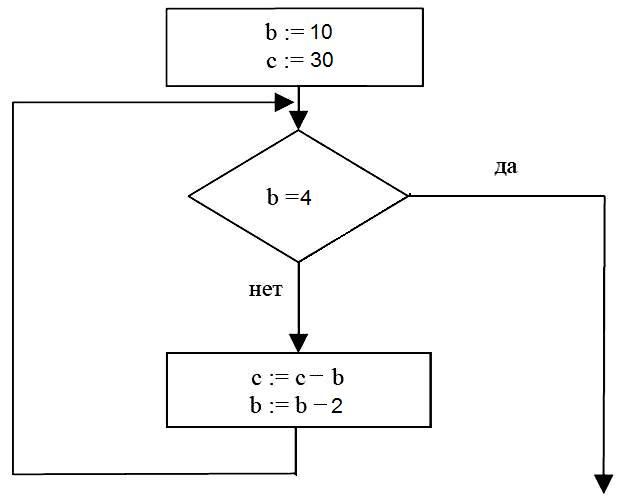 b := 10
c := 30
да
b =4
нет
c := c − b
b := b − 2